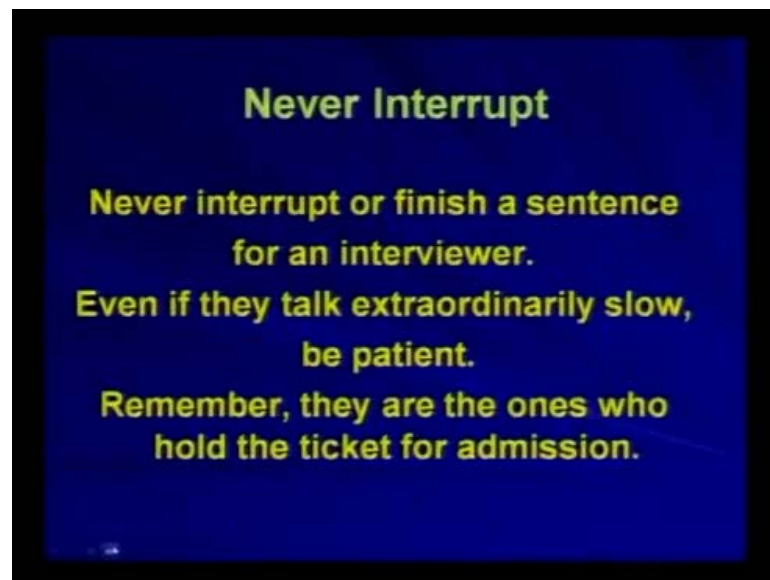 Never Interrupt
Never interrupt or finish a sentence
for an interviewer.
Even if they talk extraordinarily slow,
be patient.
Remember, they are the ones who
hold the ticket for admission.